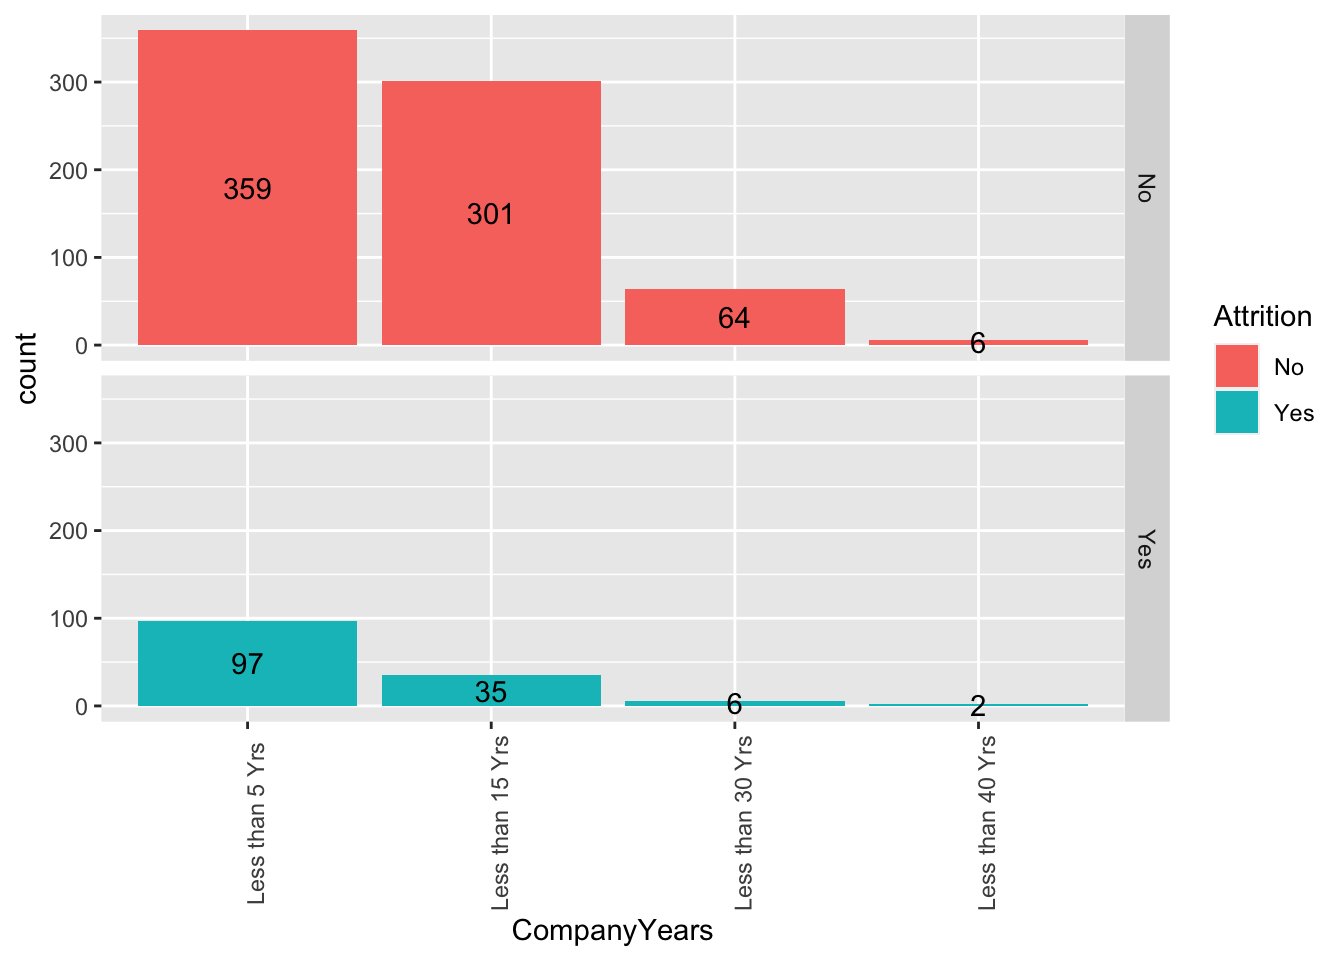 300
200
100
0
359
301
64
6
No
count
300
200
100
0
97
35
6
2
Yes
Less than 5 Yrs
Less than 15 Yrs
Less than 30 Yrs
Less than 40 Yrs
CompanyYears
Attrition
No
Yes